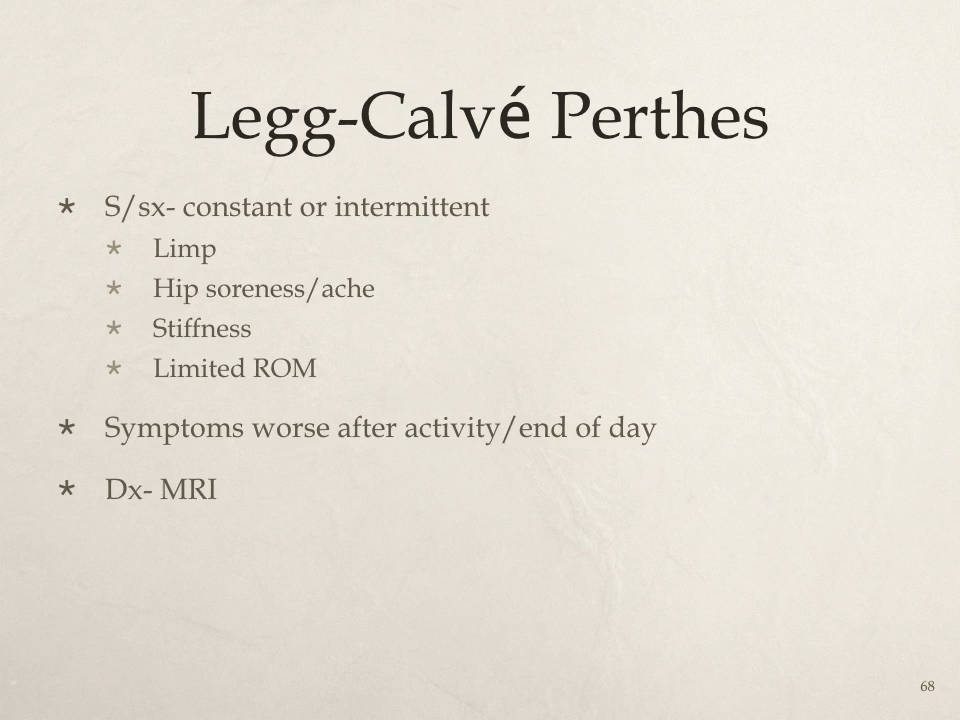 Legg-Calvé Perthes
* S/sx- constant or intermittent
* Limp
* Hip soreness/ache
* Stiffness
* Limited ROM
* Symptoms worse after activity/end of day
* Dx- MRI
68